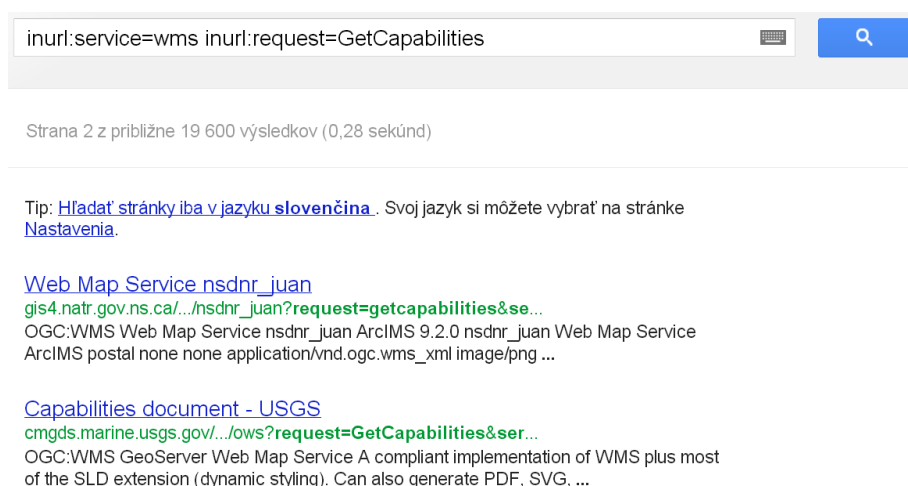 inurl:service=wms inurl:request=GetCapabilities
Strana 2 z približne 19 600 výsledkov (0,28 sekúnd)
Tip: Hľadať stránky iba v jazyku slovenčina . Svoj jazyk si môžete vybrať na stránke
Nastavenia.
Web Map Service nsdnr_juan
gis4.natr.gov.ns.ca/.../nsdnr_juan?request=getcapabilities&se...
OGC:WMS Web Map Service nsdnr_juan ArcIMS 9.2.0 nsdnr_juan Web Map Service
ArcIMS postal none none application/vnd.ogc.wms_xml image/png ...
Capabilities document - USGS
cmgds.marine.usgs.gov/.../ows?request=GetCapabilities&ser...
OGC:WMS GeoServer Web Map Service A compliant implementation of WMS plus most
of the SLD extension (dynamic styling). Can also generate PDF, SVG, ...